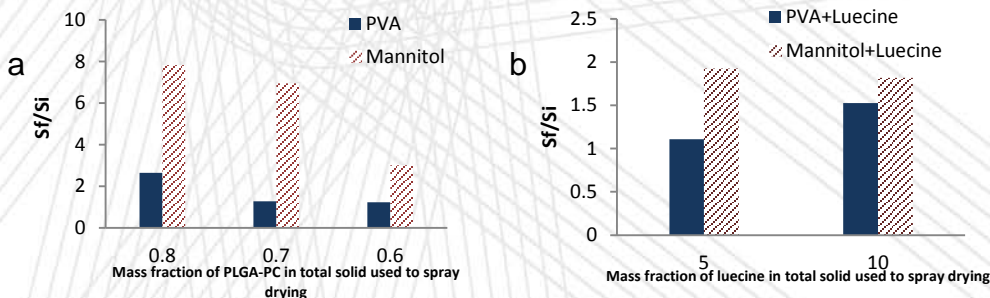 a
10
8
6
4
2
0
Sf/Si
PVA
Mannitol
0.8 0.7 0.6
Mass fraction of PLGA-PC in total solid used to spray
drying
b
2.5
2
1.5
1
0.5
0
Sf/Si
PVA+Luecine
Mannitol+Luecine
5 10
Mass fraction of luecine in total solid used to spray drying